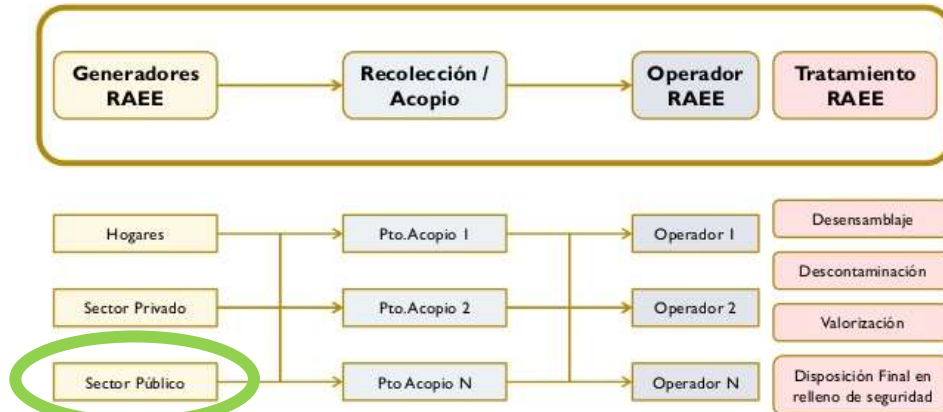 Generadores
RAEE
Recolección /
Acopio
Operador
RAEE
Tratamiento
RAEE
Hogares
Pto.Acopio 1
Operador 1
Desensamblaje
Descontaminación
Sector Privado
Pto.Acopio 2
Operador 2
Valorización
Sector Público
Pto Acopio N
Operador N
Disposición Final en
relleno de seguridad